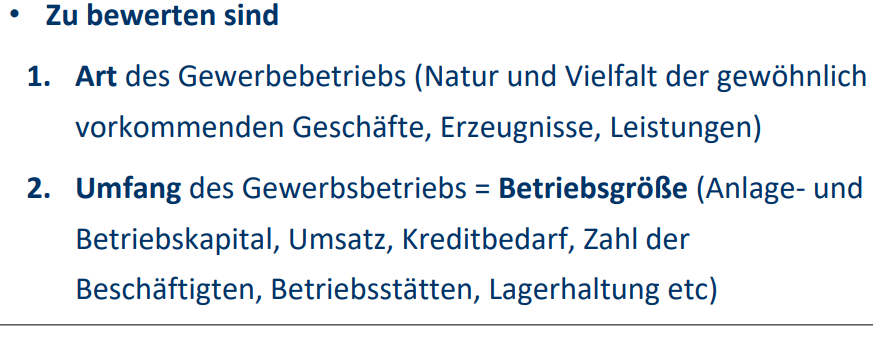 • Zu bewerten sind
1. Art des Gewerbebetriebs (Natur und Vielfalt der gewöhnlich
vorkommenden Geschäfte, Erzeugnisse, Leistungen)
2. Umfang des Gewerbsbetriebs = Betriebsgröße (Anlage- und
Betriebskapital, Umsatz, Kreditbedarf, Zahl der
Beschäftigten, Betriebsstätten, Lagerhaltung etc)